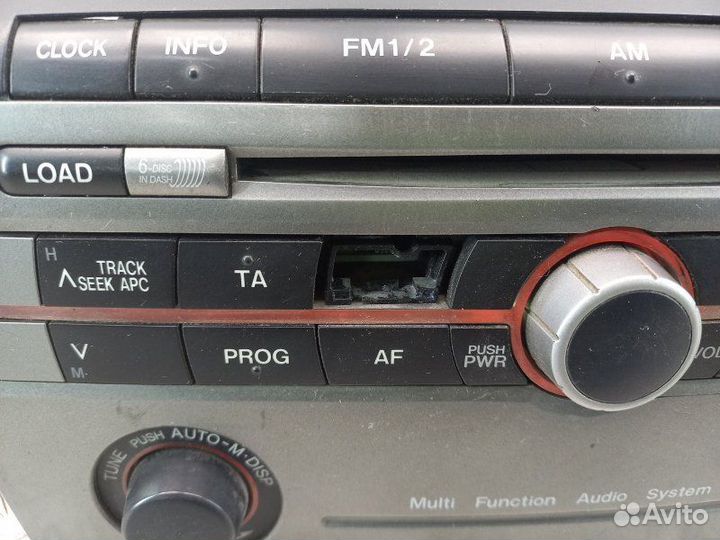 CLOCK INFO FM1/2 AM
LOAD 6-DISC
IN DASH
H
TRACK
SEEK APC TA
V PROG AF PUSH
PWR VOL
M
TUNE PUSH AUTO-M·DISP
Multi Function Audio System
Avito